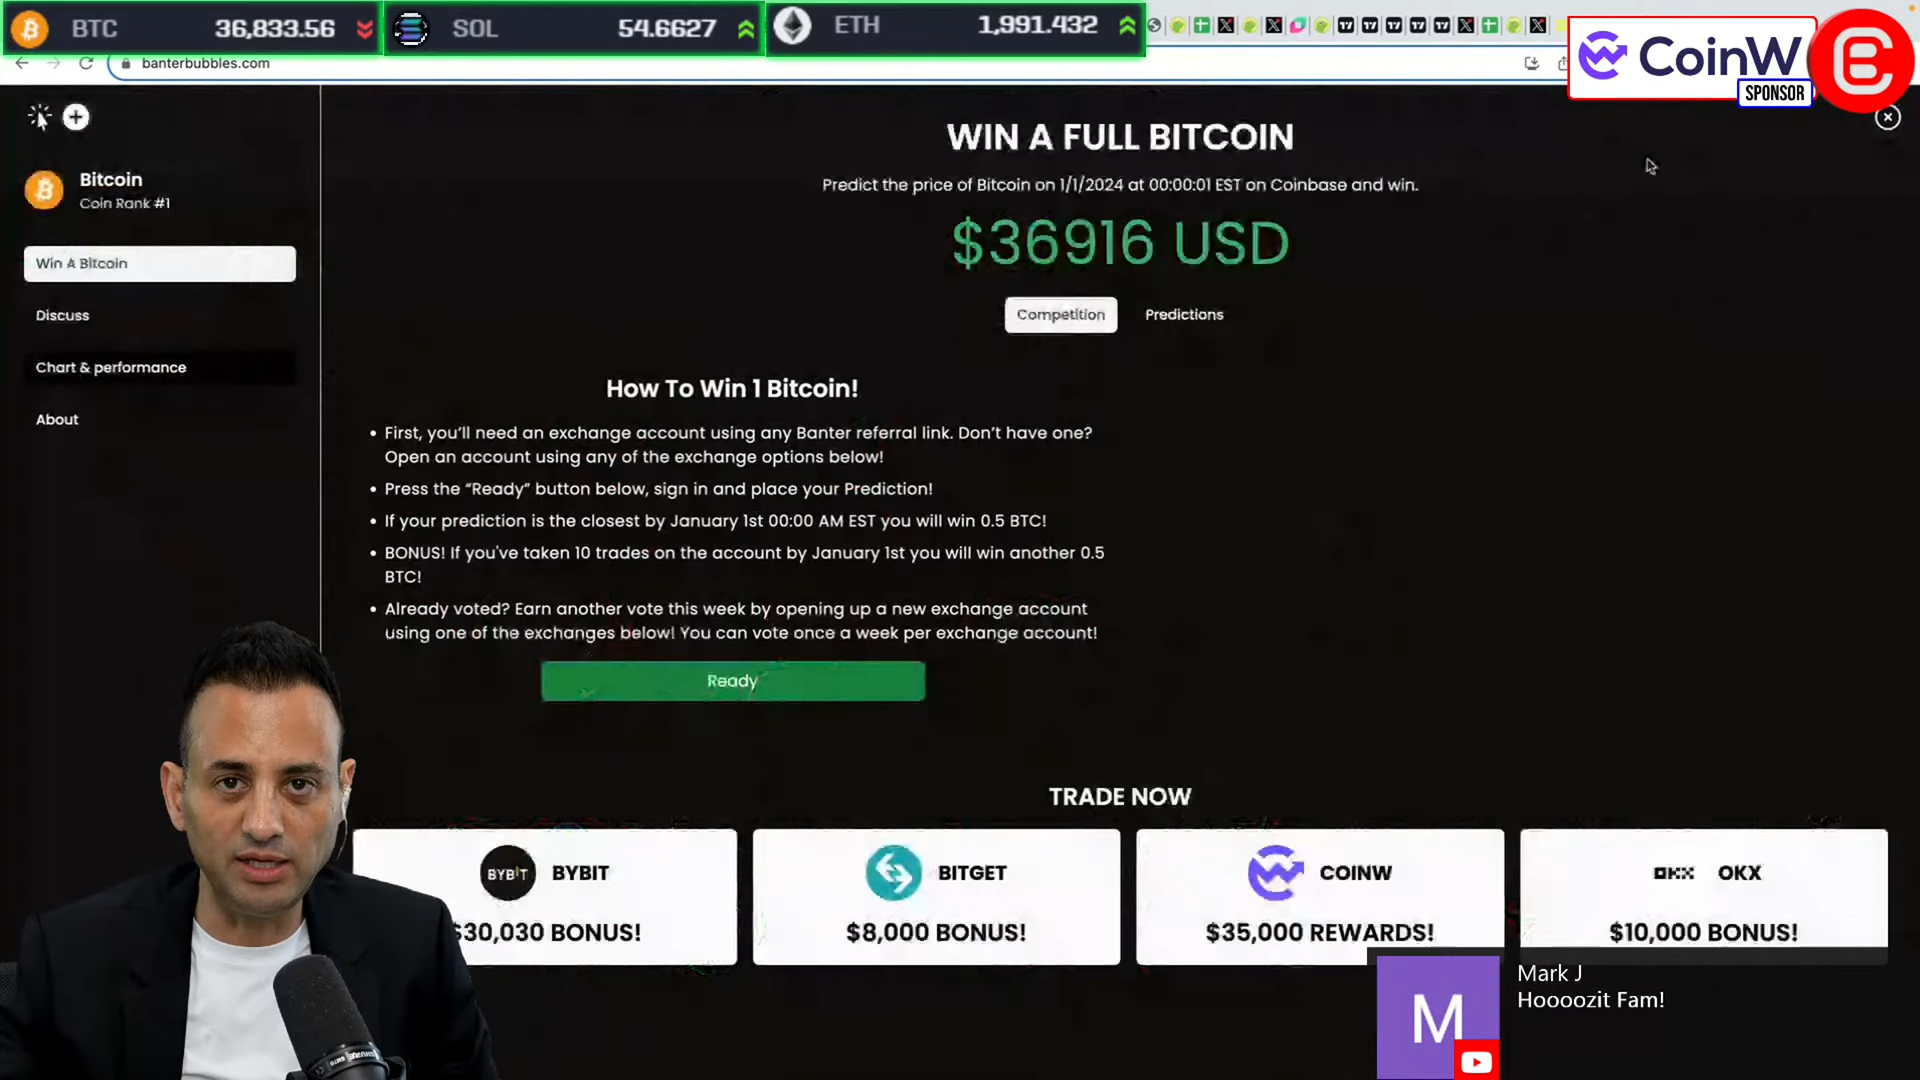 BTC 36,833.56
SOL 54.6627
ETH 1,991.432
banterbubbles.com
CoinW
SPONSOR
Bitcoin
Coin Rank #1
Win A Bitcoin
Discuss
Chart & performance
About
WIN A FULL BITCOIN
Predict the price of Bitcoin on 1/1/2024 at 00:00:01 EST on Coinbase and win.
$36916 USD
Competition Predictions
How To Win 1 Bitcoin!
• First, you'll need an exchange account using any Banter referral link. Don't have one?
Open an account using any of the exchange options below!
• Press the “Ready” button below, sign in and place your Prediction!
• If your prediction is the closest by January 1st 00:00 AM EST you will win 0.5 BTC!
• BONUS! If you've taken 10 trades on the account by January 1st you will win another 0.5
BTC!
• Already voted? Earn another vote this week by opening up a new exchange account
using one of the exchanges below! You can vote once a week per exchange account!
Ready
TRADE NOW
BYBIT BYBIT
$30,030 BONUS!
BITGET
$8,000 BONUS!
COINW
$35,000 REWARDS!
OKX OKX
$10,000 BONUS!
M
Mark J
Hoooozit Fam!